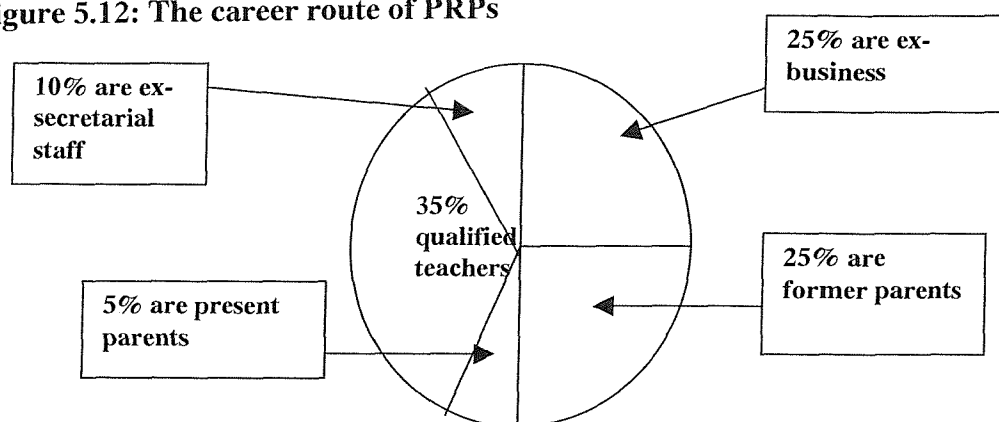 igure 5.12: The career route of PRPs
25% are ex-
business
10% are ex-
secretarial
staff
35%
qualified
teachers
25% are
former parents
5% are present
parents